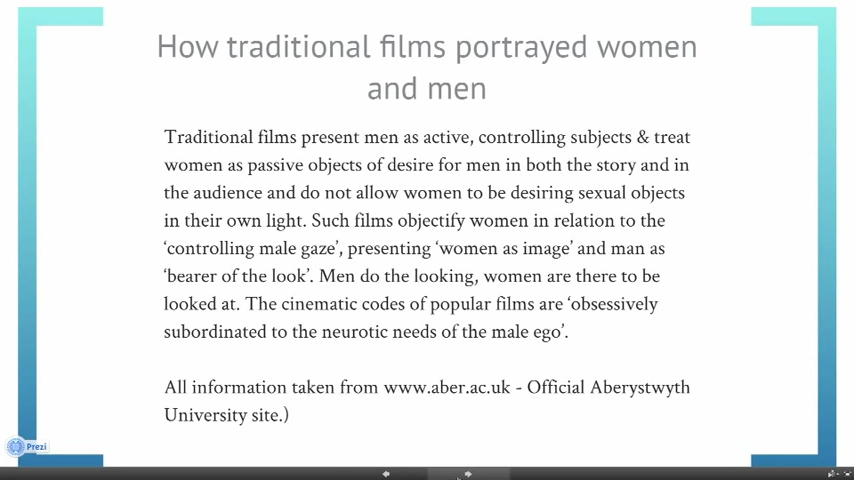 How traditional films portrayed women
and men
Traditional films present men as active, controlling subjects & treat
women as passive objects of desire for men in both the story and in
the audience and do not allow women to be desiring sexual objects
in their own light. Such films objectify women in relation to the
‘controlling male gaze’, presenting ‘women as image’ and man as
‘bearer of the look’. Men do the looking, women are there to be
looked at. The cinematic codes of popular films are ‘obsessively
subordinated to the neurotic needs of the male ego’.
All information taken from www.aber.ac.uk - Official Aberystwyth
University site.)
Prezi